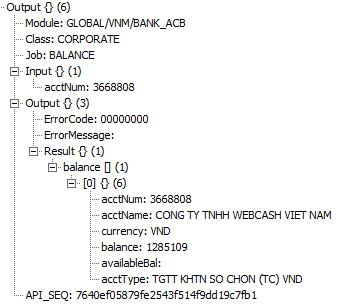 Output {} (6)
Module: GLOBAL/VNM/BANK_ACB
Class: CORPORATE
Job: BALANCE
Input {} (1)
acctNum: 3668808
Output {} (3)
ErrorCode: 00000000
ErrorMessage:
Result {} (1)
balance [] (1)
[0] {} (6)
acctNum: 3668808
acctName: CONG TY TNHH WEBCASH VIET NAM
currency: VND
balance: 1285109
availableBal:
acctType: TGTT KHTN SO CHON (TC) VND
API_SEQ: 7640ef05879fe2543f514f9dd19c7fb1